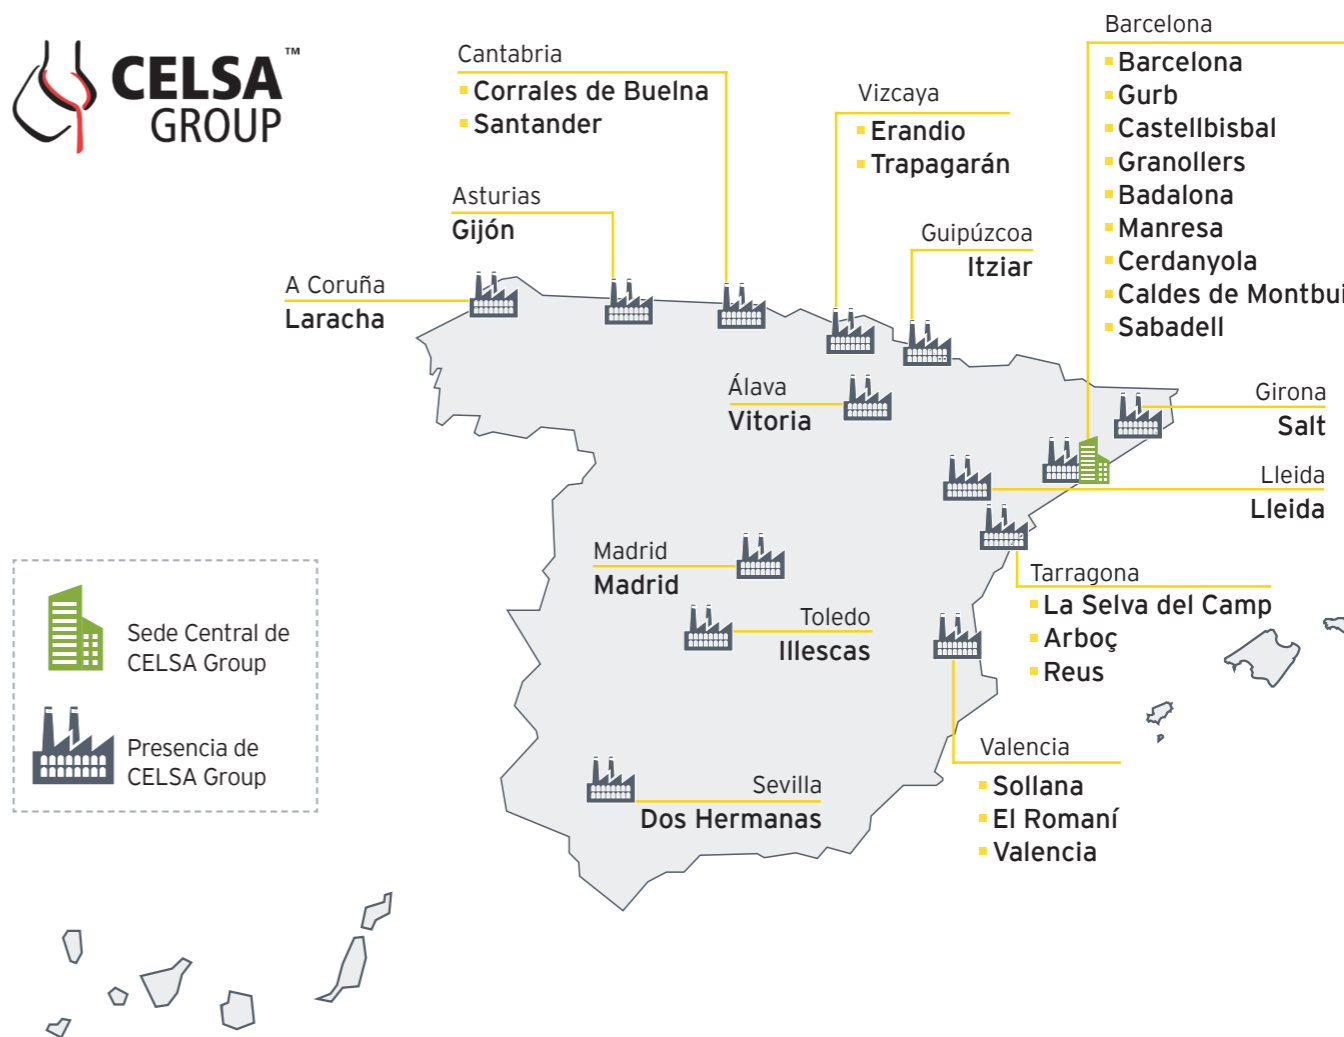 CELSA™
GROUP
Cantabria
Corrales de Buelna
Santander
Vizcaya
Erandio
Trapagarán
Barcelona
Barcelona
Gurb
Castellbisbal
Granollers
Badalona
Manresa
Cerdanyola
Caldes de Montbui
Sabadell
Asturias
Gijón
Guipúzcoa
Itziar
A Coruña
Laracha
Álava
Vitoria
Girona
Salt
Lleida
Lleida
Madrid
Madrid
Tarragona
La Selva del Camp
Arboç
Reus
Toledo
Illescas
Sede Central de
CELSA Group
Presencia de
CELSA Group
Valencia
Sollana
El Romaní
Valencia
Sevilla
Dos Hermanas